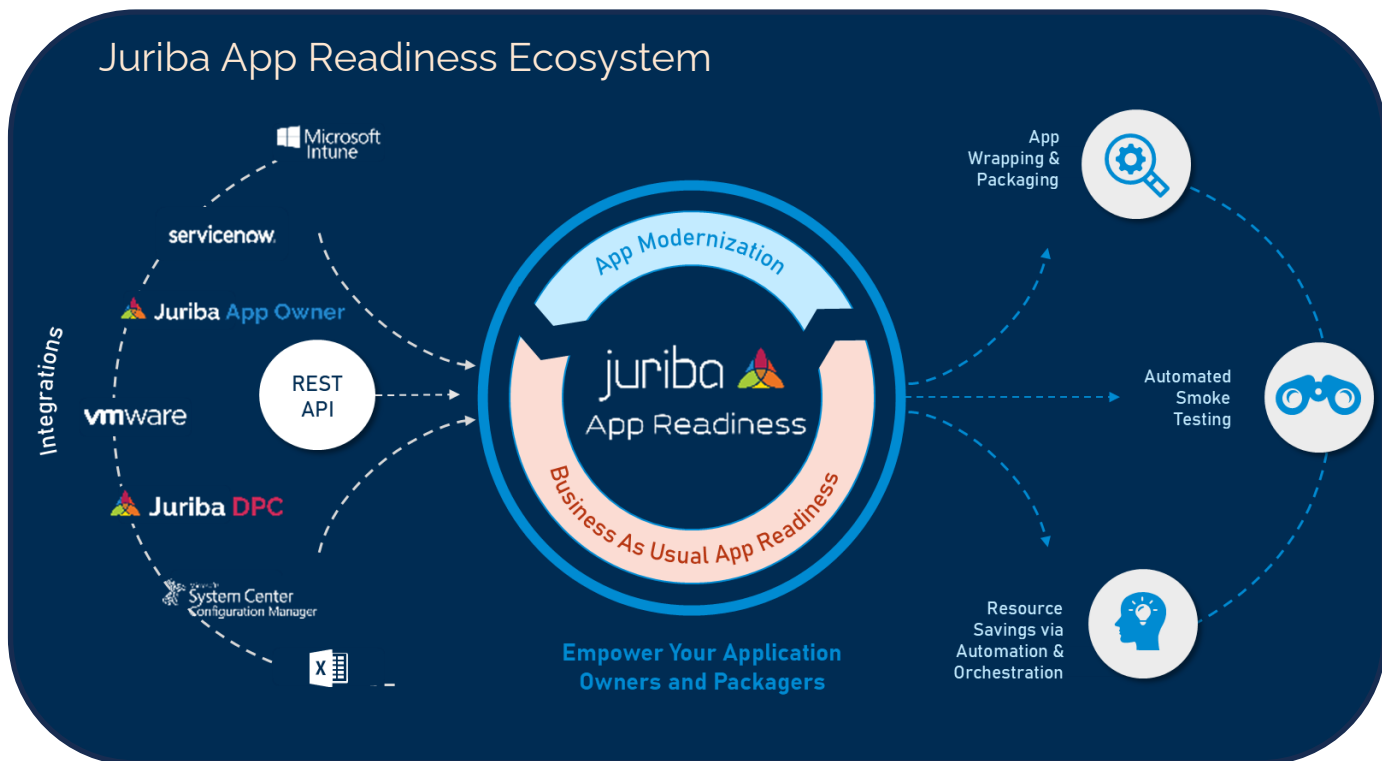 Juriba App Readiness Ecosystem
Integrations
Microsoft
Intune
servicenow.
Juriba App Owner
REST
API
vmware
Juriba DPC
System Center
Configuration Manager
X
App Modernization
juriba
App Readiness
Business As Usual App Readiness
Empower Your Application
Owners and Packagers
App
Wrapping &
Packaging
Automated
Smoke
Testing
Resource
Savings via
Automation &
Orchestration